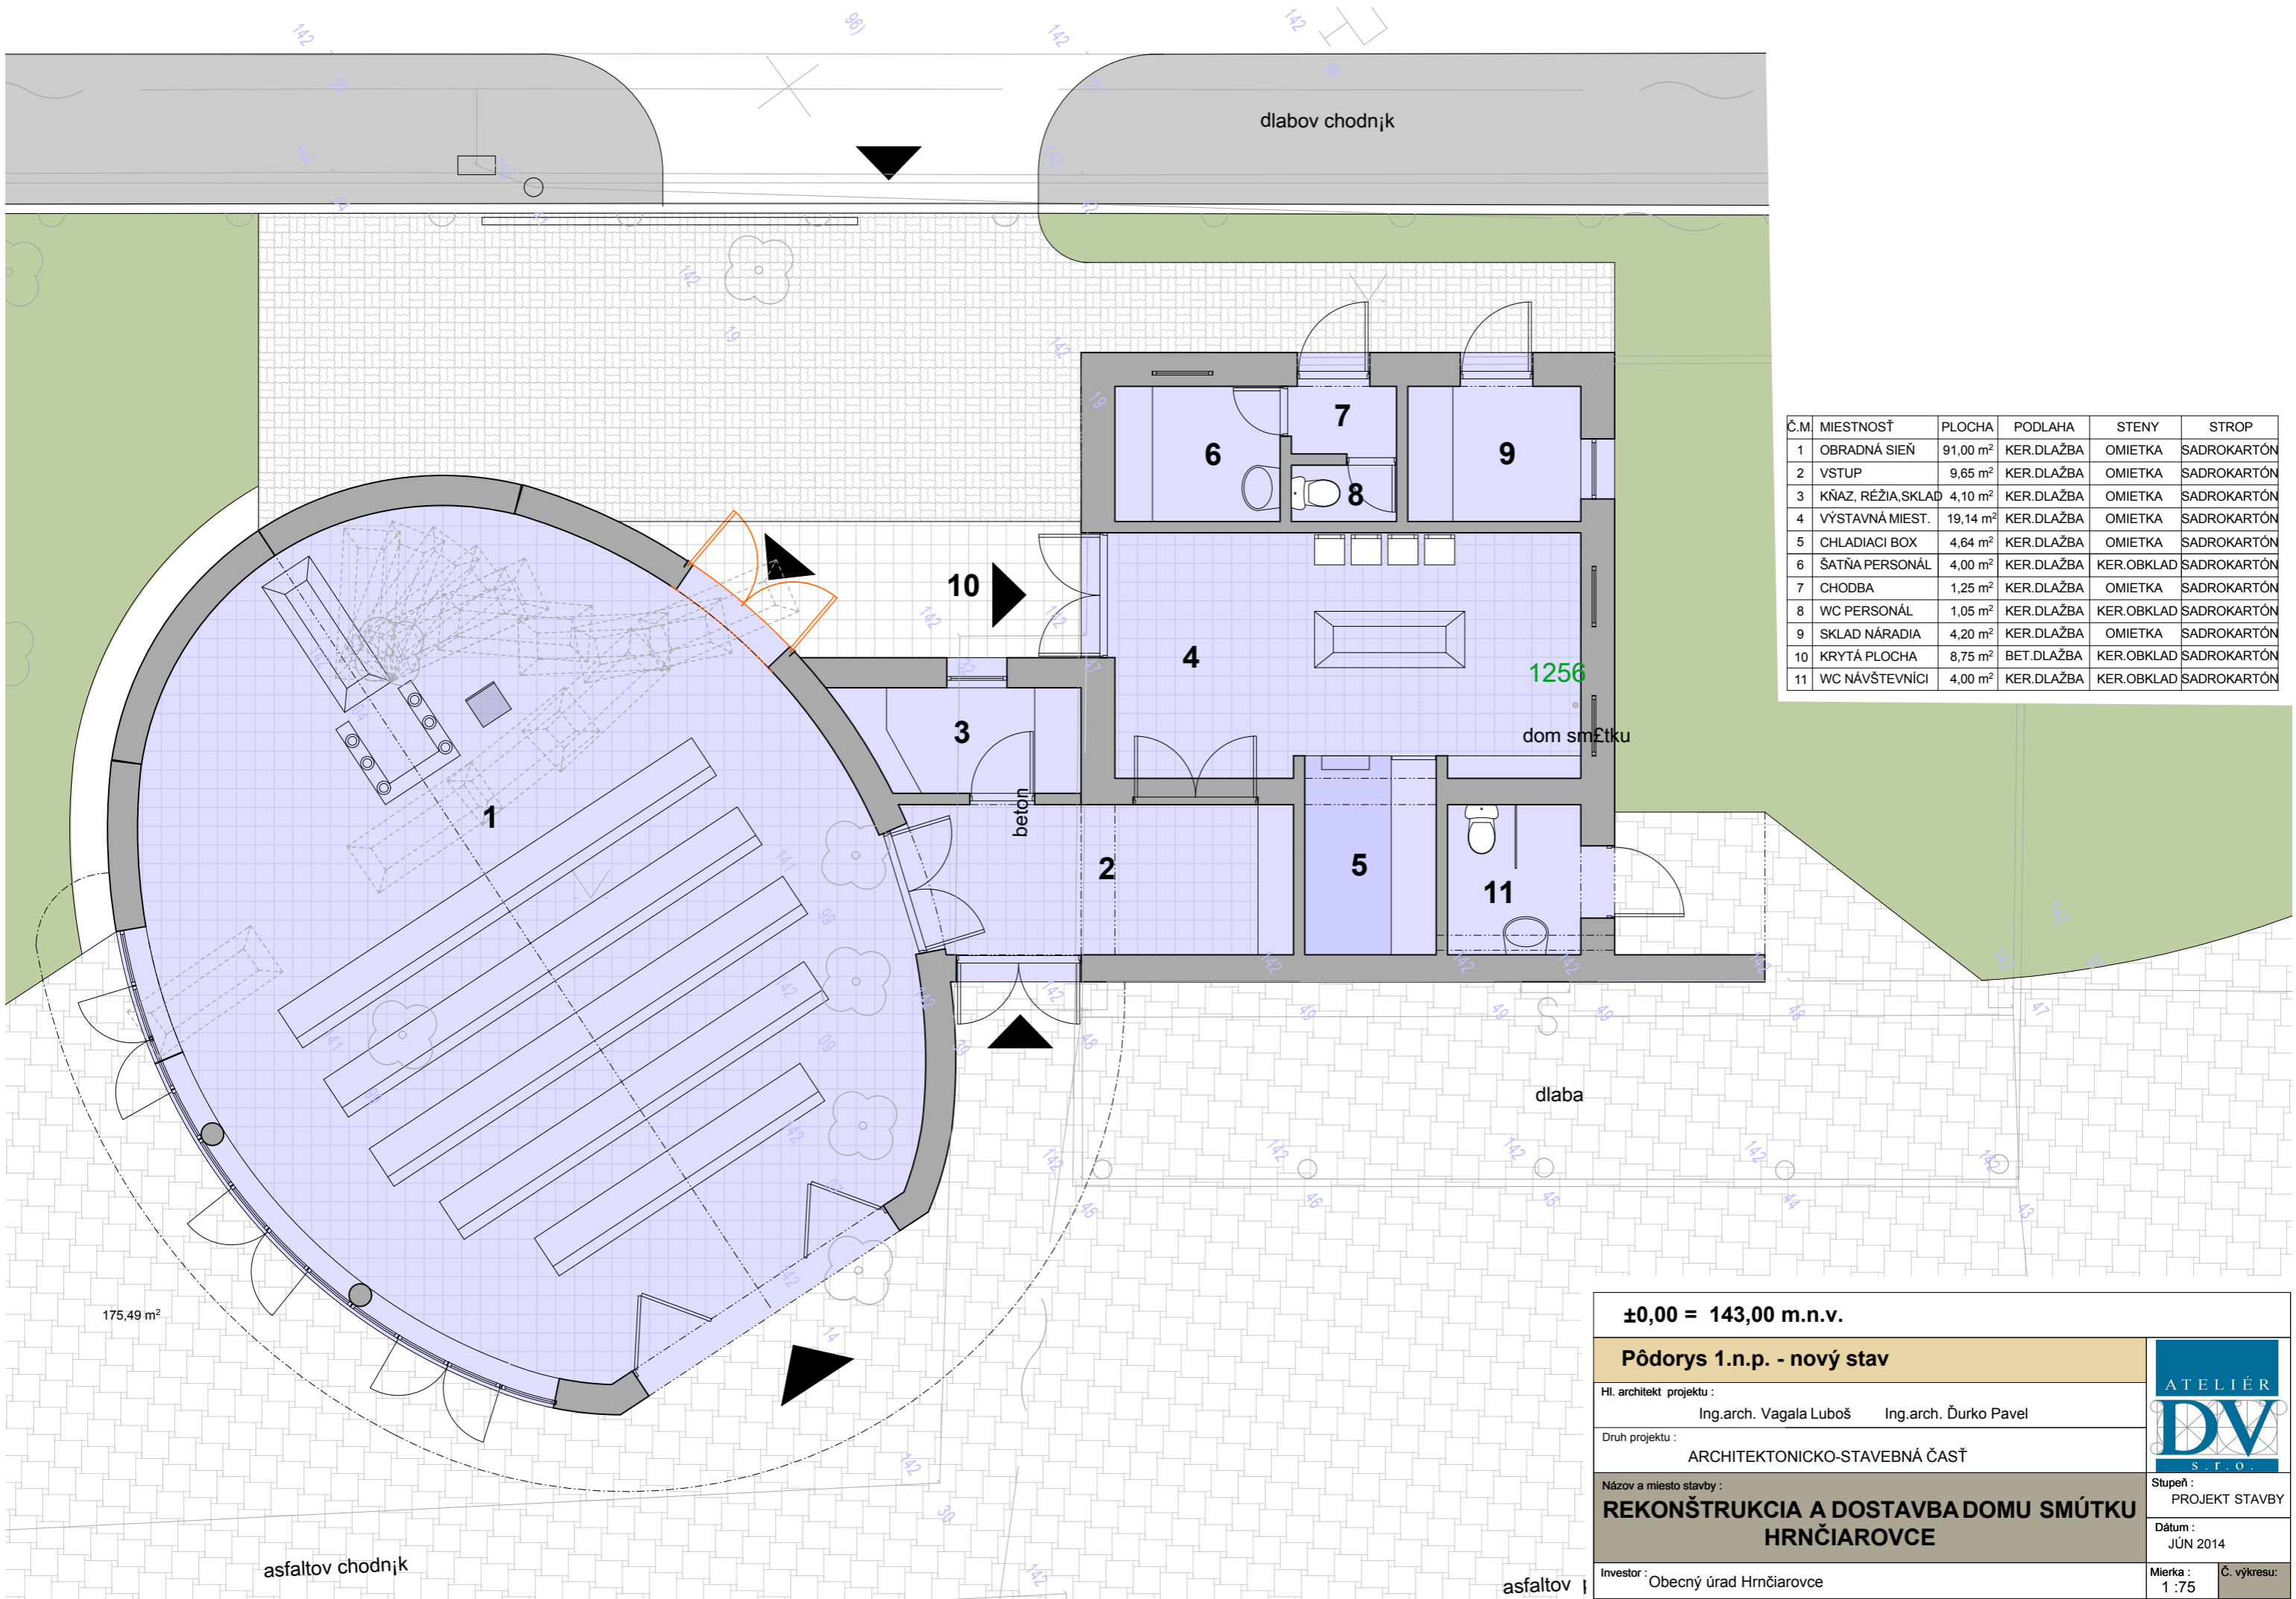 dlabov chodn¡k
Č.M. MIESTNOSŤ PLOCHA PODLAHA STENY STROP
1 OBRADNÁ SIEŇ 91,00 m² KER.DLAŽBA OMIETKA SADROKARTÓN
2 VSTUP 9,65 m² KER.DLAŽBA OMIETKA SADROKARTÓN
3 KŇAZ, RÉŽIA,SKLAD 4,10 m² KER.DLAŽBA OMIETKA SADROKARTÓN
4 VÝSTAVNÁ MIEST. 19,14 m² KER.DLAŽBA OMIETKA SADROKARTÓN
5 CHLADIACI BOX 4,64 m² KER.DLAŽBA OMIETKA SADROKARTÓN
6 ŠATŇA PERSONÁL 4,00 m² KER.DLAŽBA KER.OBKLAD SADROKARTÓN
7 CHODBA 1,25 m² KER.DLAŽBA OMIETKA SADROKARTÓN
8 WC PERSONÁL 1,05 m² KER.DLAŽBA KER.OBKLAD SADROKARTÓN
9 SKLAD NÁRADIA 4,20 m² KER.DLAŽBA OMIETKA SADROKARTÓN
10 KRYTÁ PLOCHA 8,75 m² BET.DLAŽBA KER.OBKLAD SADROKARTÓN
11 WC NÁVŠTEVNÍCI 4,00 m² KER.DLAŽBA KER.OBKLAD SADROKARTÓN
7
6
9
8
10
4
1256
3
dom sm£tku
1
beton
2
5
11
dlaba
175,49 m²
asfaltov chodn¡k
asfaltov
±0,00 = 143,00 m.n.v.
Pôdorys 1.n.p. - nový stav
Hl. architekt projektu :
Ing.arch. Vagala Luboš Ing.arch. Ďurko Pavel
Druh projektu :
ARCHITEKTONICKO-STAVEBNÁ ČASŤ
ATELIÉR
DV
s.r.o.
Názov a miesto stavby :
REKONŠTRUKCIA A DOSTAVBA DOMU SMÚTKU
HRNČIAROVCE
Stupeň :
PROJEKT STAVBY
Dátum :
JÚN 2014
Investor : Obecný úrad Hrnčiarovce
Mierka :
1 :75
Č. výkresu: